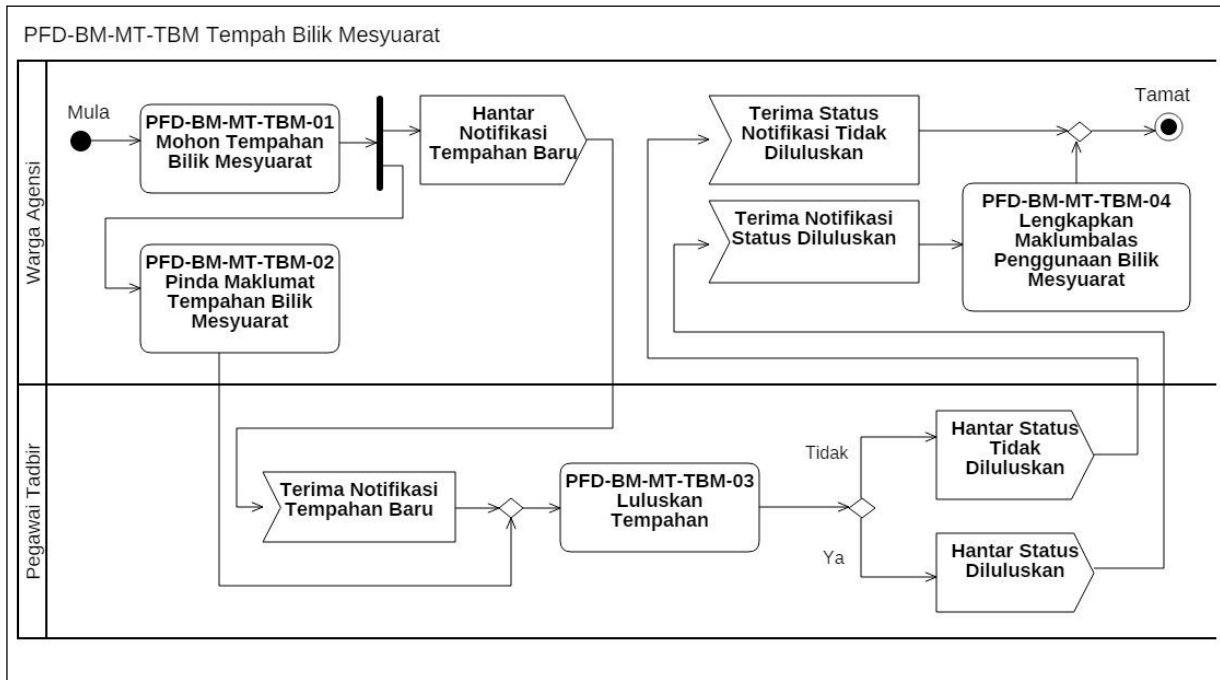 PFD-BM-MT-TBM Tempah Bilik Mesyuarat
Warga Agensi
Mula
PFD-BM-MT-TBM-01
Mohon Tempahan
Bilik Mesyuarat
Hantar
Notifikasi
Tempahan Baru
Terima Status
Notifikasi Tidak
Diluluskan
Tamat
PFD-BM-MT-TBM-02
Pinda Maklumat
Tempahan Bilik
Mesyuarat
Terima Notifikasi
Status Diluluskan
PFD-BM-MT-TBM-04
Lengkapkan
Maklumbalas
Penggunaan Bilik
Mesyuarat
Pegawai Tadbir
Terima Notifikasi
Tempahan Baru
PFD-BM-MT-TBM-03
Luluskan
Tempahan
Tidak
Hantar Status
Tidak
Diluluskan
Ya
Hantar Status
Diluluskan